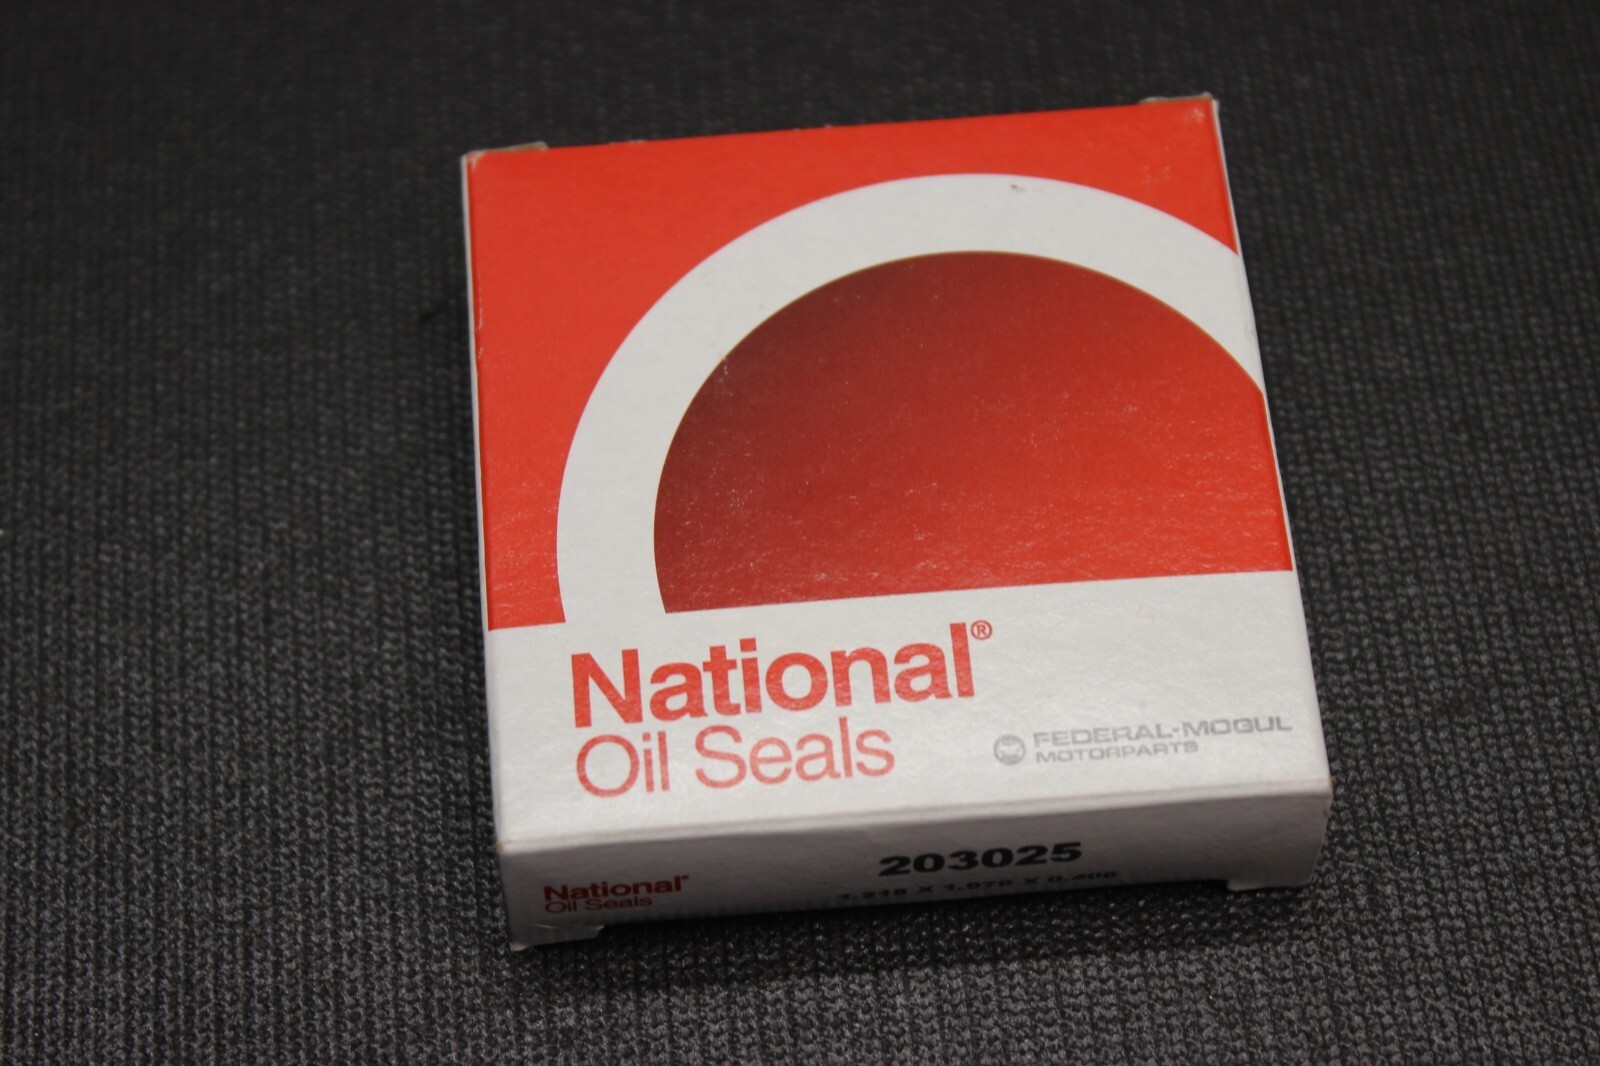 National®
Oil Seals
FEDERAL-MOGUL
MOTORPARTS
203025
National®
Oil Seals
X X